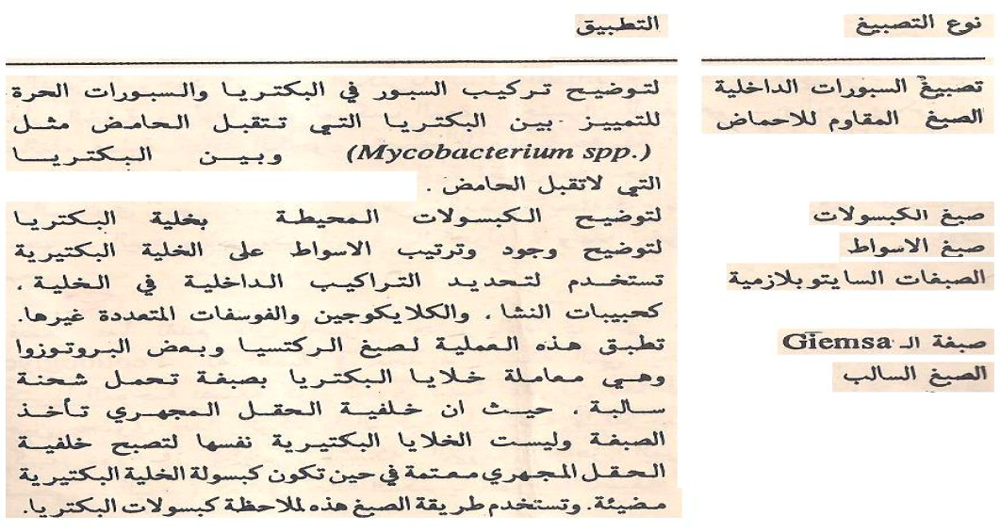 نوع التصبيغ التطبيق
تصبيغ السبورات الداخلية لتوضيح تركيب السبور في البكتريا والسبورات الحرة
الصبغ المقاوم للاحماض للتمييز بين البكتريا التي تتقبل الحامض مثل
(Mycobacterium spp.) وبين البكتريا
التي لاتقبل الحامض .
صبغ الكبسولات لتوضيح الكبسولات المحيطة بخلية البكتريا
صبغ الاسواط لتوضيح وجود وترتيب الاسواط على الخلية البكتيرية
الصبغات السايتوبلازمية تستخدم لتحديد التراكيب الداخلية في الخلية .
كحبيبات النشا . والكلايكوجين والفوسفات المتعددة غيرها.
صبغة الـ Giemsa تطبق هذه العملية لصبغ الركتسيا وبعض البروتوزوا
الصبغ السالب وهي معاملة خلايا البكتريا بصبغة تحمل شحنة
سالبة . حيث ان خلفية الحقل المجهري تأخذ
الصبغة وليست الخلايا البكتيرية نفسها لتصبح خلفية
الحقل المجهري معتمة في حين تكون كبسولة الخلية البكتيرية
مضيئة. وتستخدم طريقة الصبغ هذه لملاحظة كبسولات البكتريا.